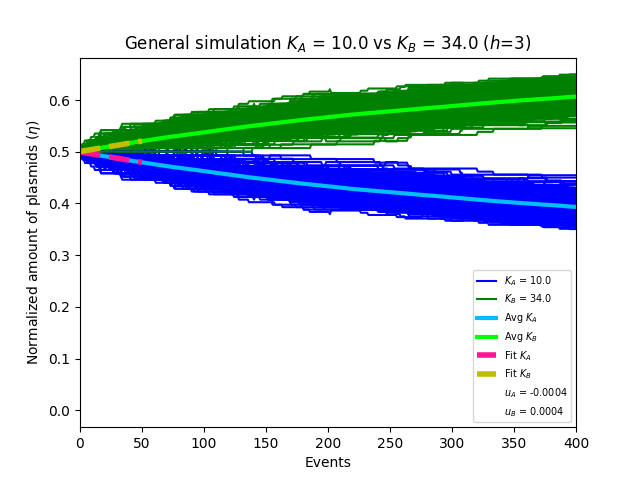 General simulation K_A = 10.0 vs K_B = 34.0 (h=3)
Normalized amount of plasmids (η)
0.6
0.5
0.4
0.3
0.2
0.1
0.0
K_A = 10.0
K_B = 34.0
Avg K_A
Avg K_B
Fit K_A
Fit K_B
u_A = -0.0004
u_B = 0.0004
0 50 100 150 200 250 300 350 400
Events